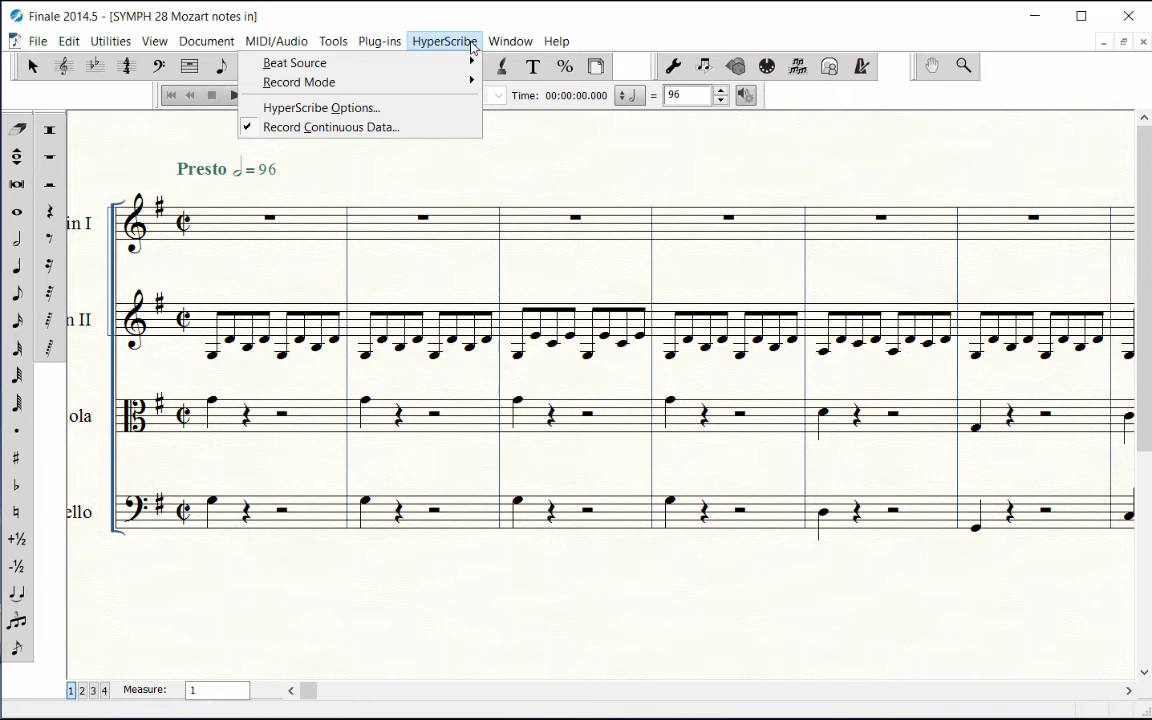 Finale 2014.5 - [SYMPH 28 Mozart notes in]
File Edit Utilities View Document MIDI/Audio Tools Plug-ins HyperScribe Window Help
Beat Source
Record Mode
HyperScribe Options...
✓ Record Continuous Data...
Time: 00:00:00.000 = 96
Presto = 96
in I
n II
ola
ello
+½
-½
1 2 3 4 Measure: 1